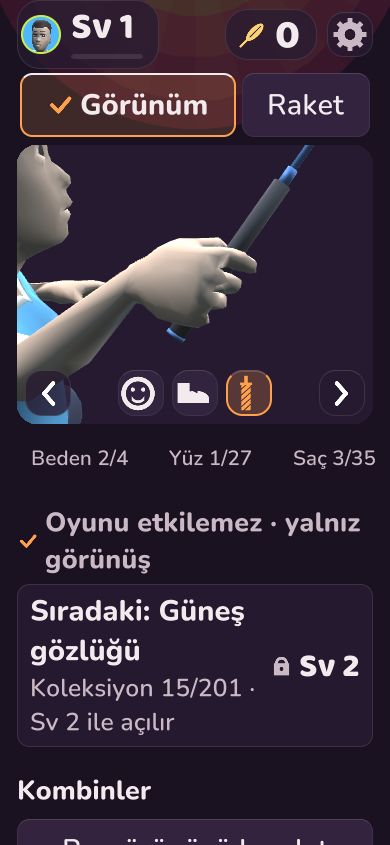 Sv 1
0
Görünüm
Raket
Beden 2/4
Yüz 1/27
Saç 3/35
Oyunu etkilemez · yalnız
görünüş
Sıradaki: Güneş
gözlüğü
Sv 2
Koleksiyon 15/201 ·
Sv 2 ile açılır
Kombinler